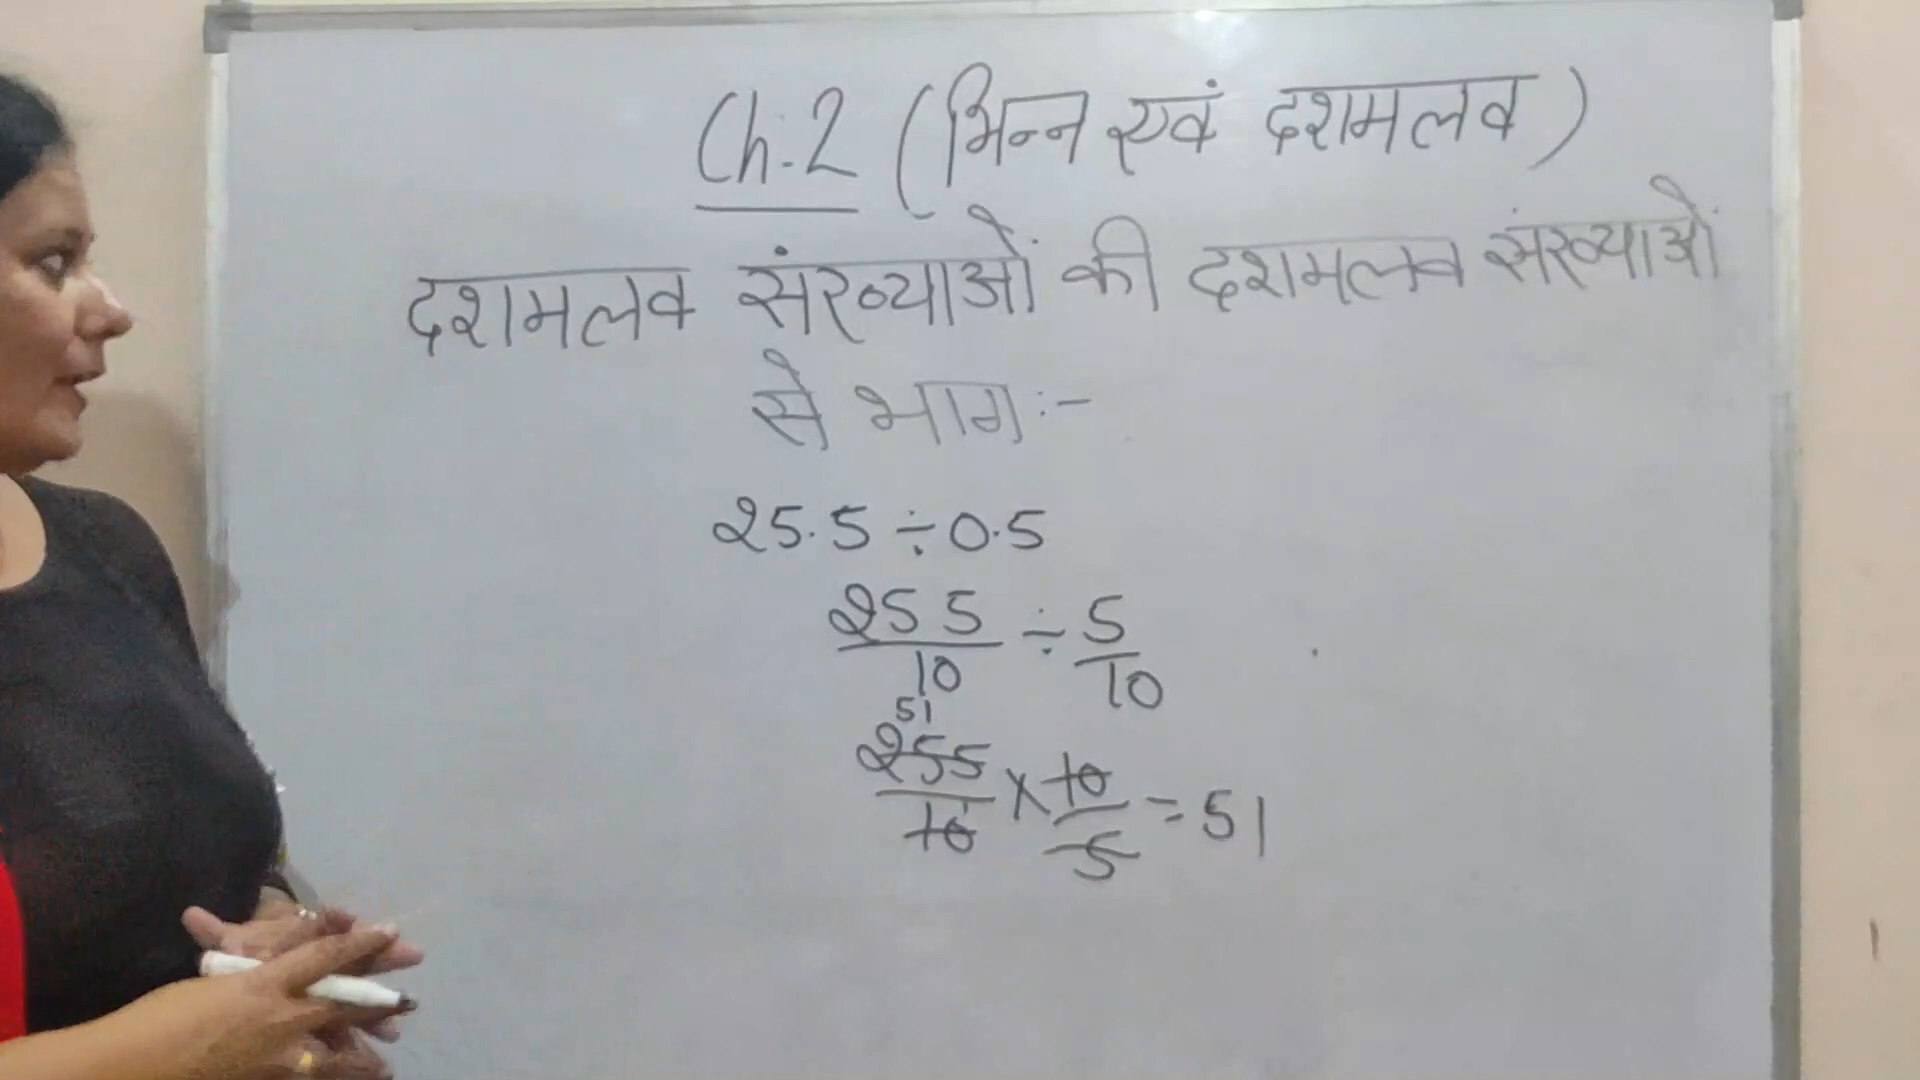 Ch.2 (भिन्न एवं दशमलव)
दशमलव संख्याओं की दशमलव संख्याओं
से भाग :-
25.5 ÷ 0.5
255/10 ÷ 5/10
51
255/10 × 10/5 = 51